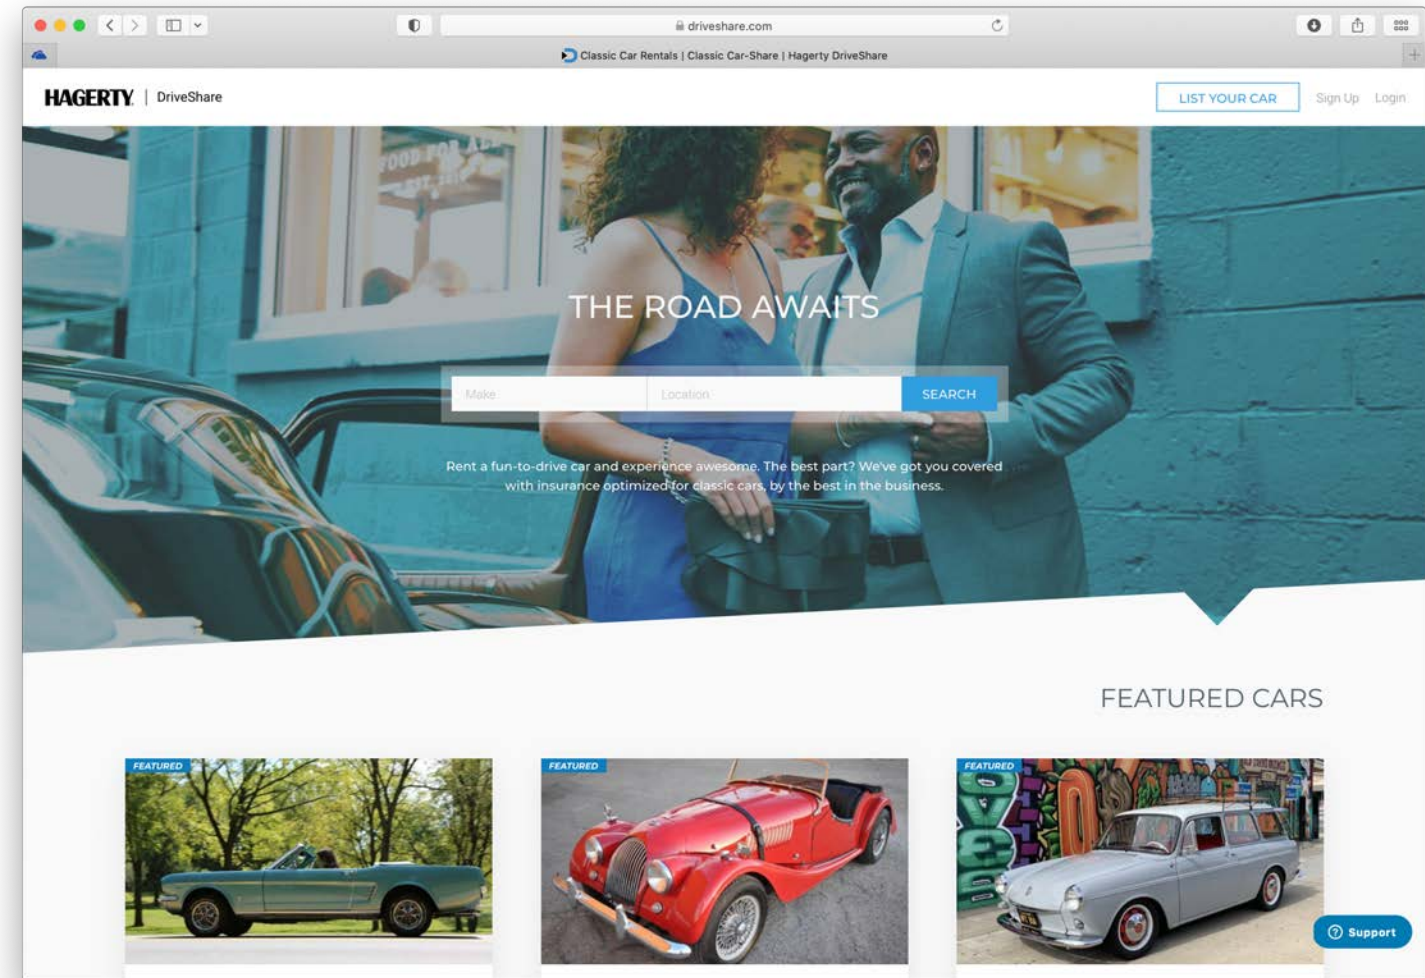 driveshare.com
Classic Car Rentals | Classic Car-Share | Hagerty DriveShare
HAGERTY. | DriveShare
LIST YOUR CAR
Sign Up
Login
THE ROAD AWAITS
Make
Location
SEARCH
Rent a fun-to-drive car and experience awesome. The best part? We've got you covered
with insurance optimized for classic cars, by the best in the business.
FEATURED CARS
FEATURED
FEATURED
FEATURED
Support